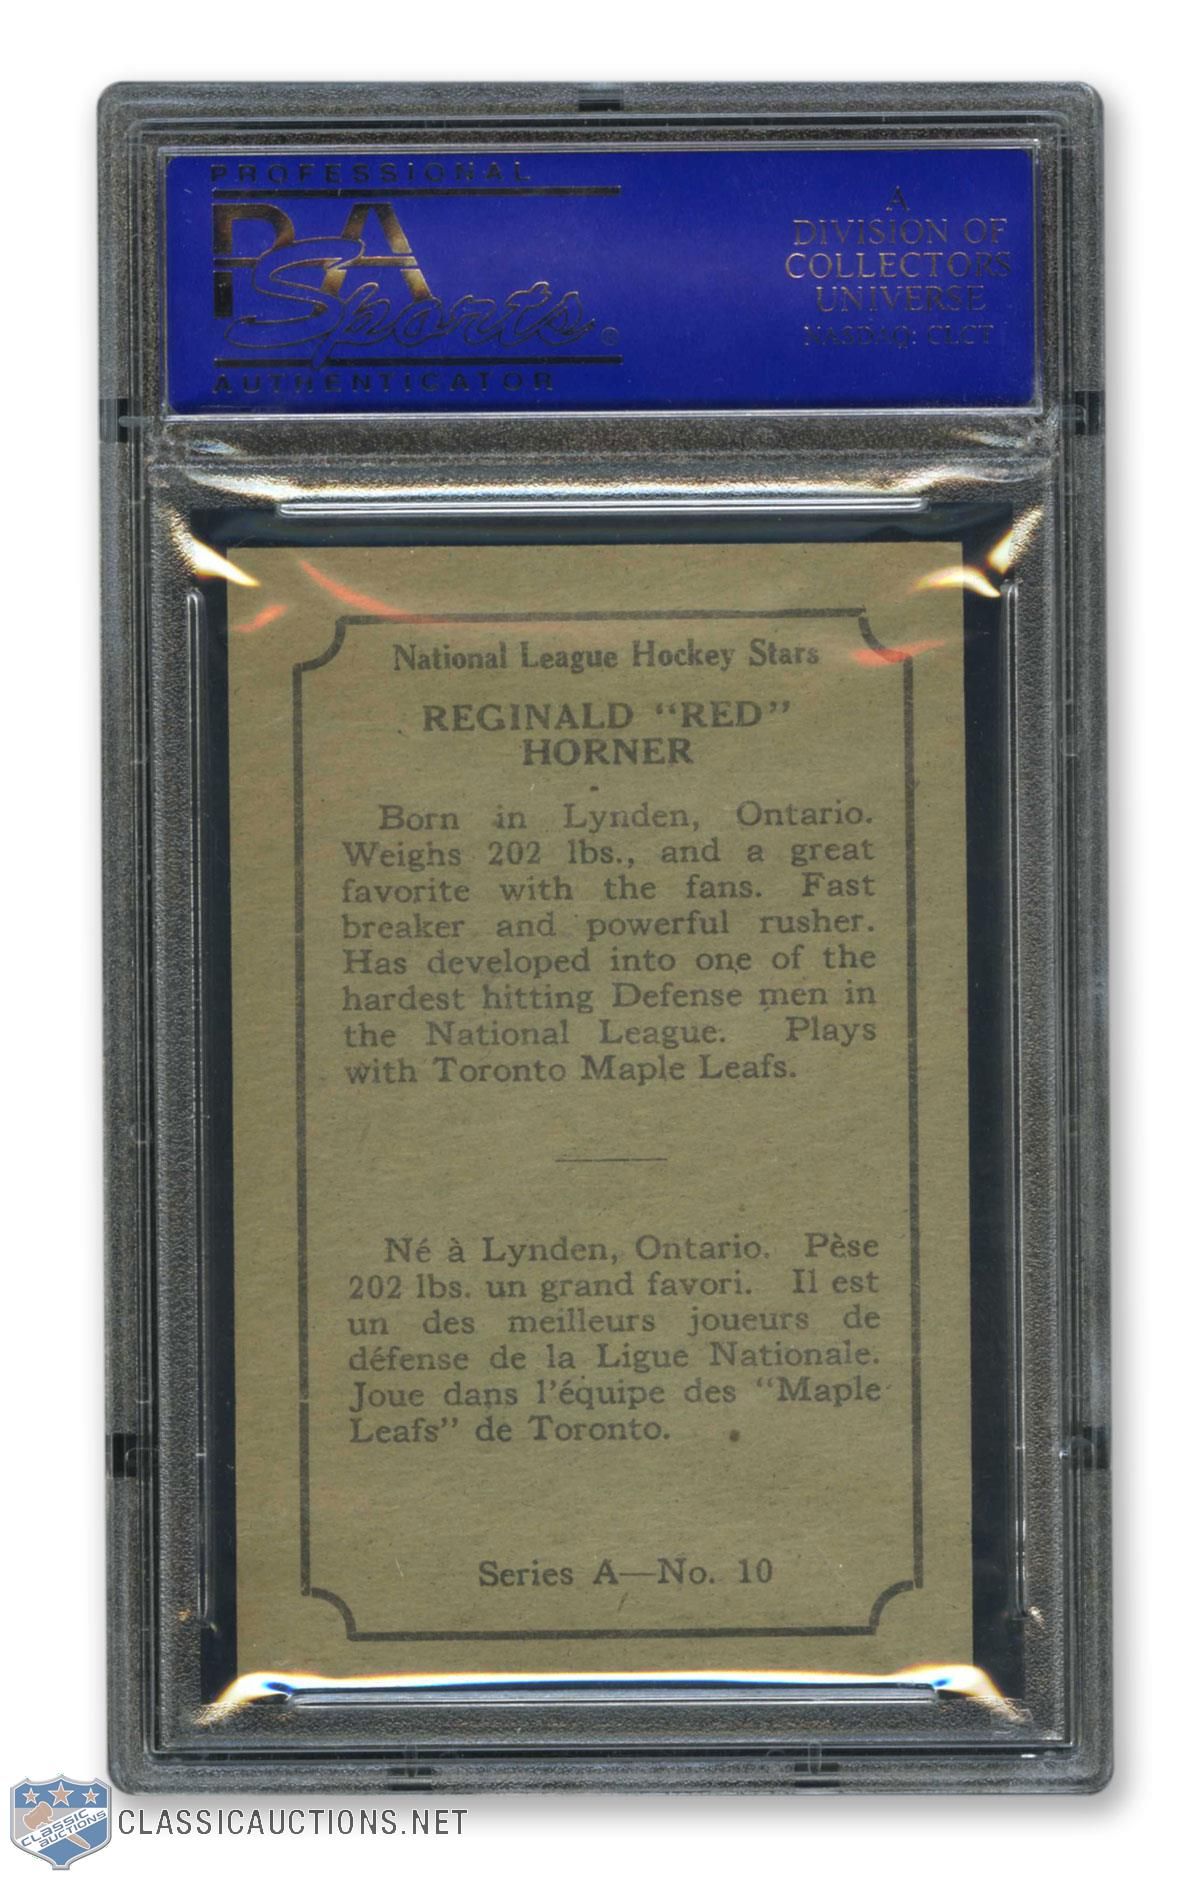 PROFESSIONAL
PSA
Sports®
AUTHENTICATOR
A
DIVISION OF
COLLECTORS
UNIVERSE
NASDAQ: CLCT
National League Hockey Stars
REGINALD "RED"
HORNER
Born in Lynden, Ontario.
Weighs 202 lbs., and a great
favorite with the fans. Fast
breaker and powerful rusher.
Has developed into one of the
hardest hitting Defense men in
the National League. Plays
with Toronto Maple Leafs.
Né à Lynden, Ontario. Pèse
202 lbs. un grand favori. Il est
un des meilleurs joueurs de
défense de la Ligue Nationale.
Joue dans l'équipe des "Maple
Leafs" de Toronto.
Series A—No. 10
CLASSIC
AUCTIONS
CLASSICAUCTIONS.NET